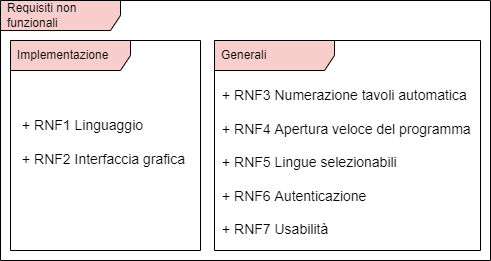 Requisiti non
funzionali
Implementazione
+ RNF1 Linguaggio
+ RNF2 Interfaccia grafica
Generali
+ RNF3 Numerazione tavoli automatica
+ RNF4 Apertura veloce del programma
+ RNF5 Lingue selezionabili
+ RNF6 Autenticazione
+ RNF7 Usabilità